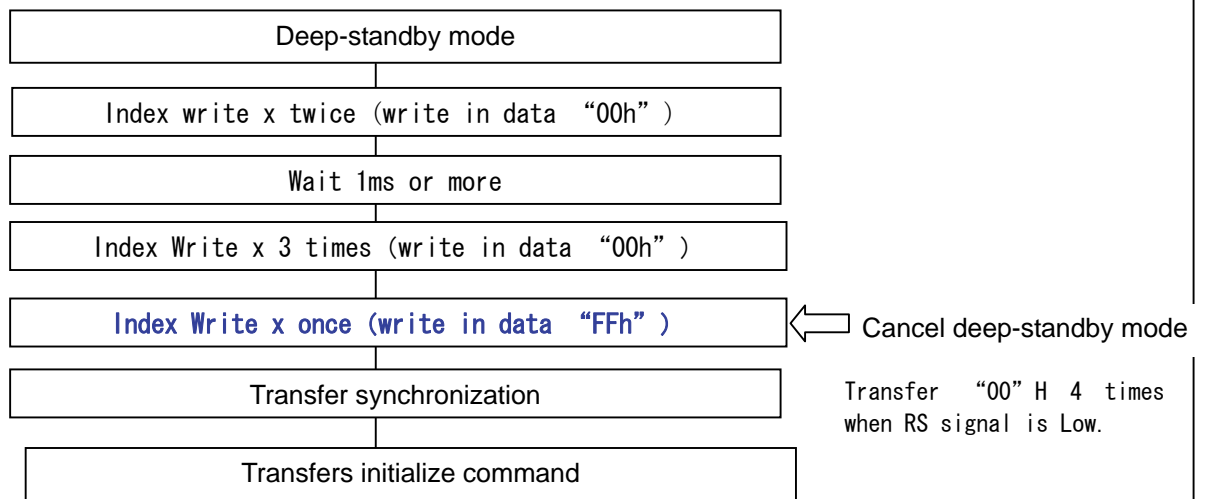 Deep-standby mode
Index write x twice (write in data “00h”)
Wait 1ms or more
Index Write x 3 times (write in data “00h”)
Index Write x once (write in data “FFh”)
Cancel deep-standby mode
Transfer synchronization
Transfer “00”H 4 times
when RS signal is Low.
Transfers initialize command